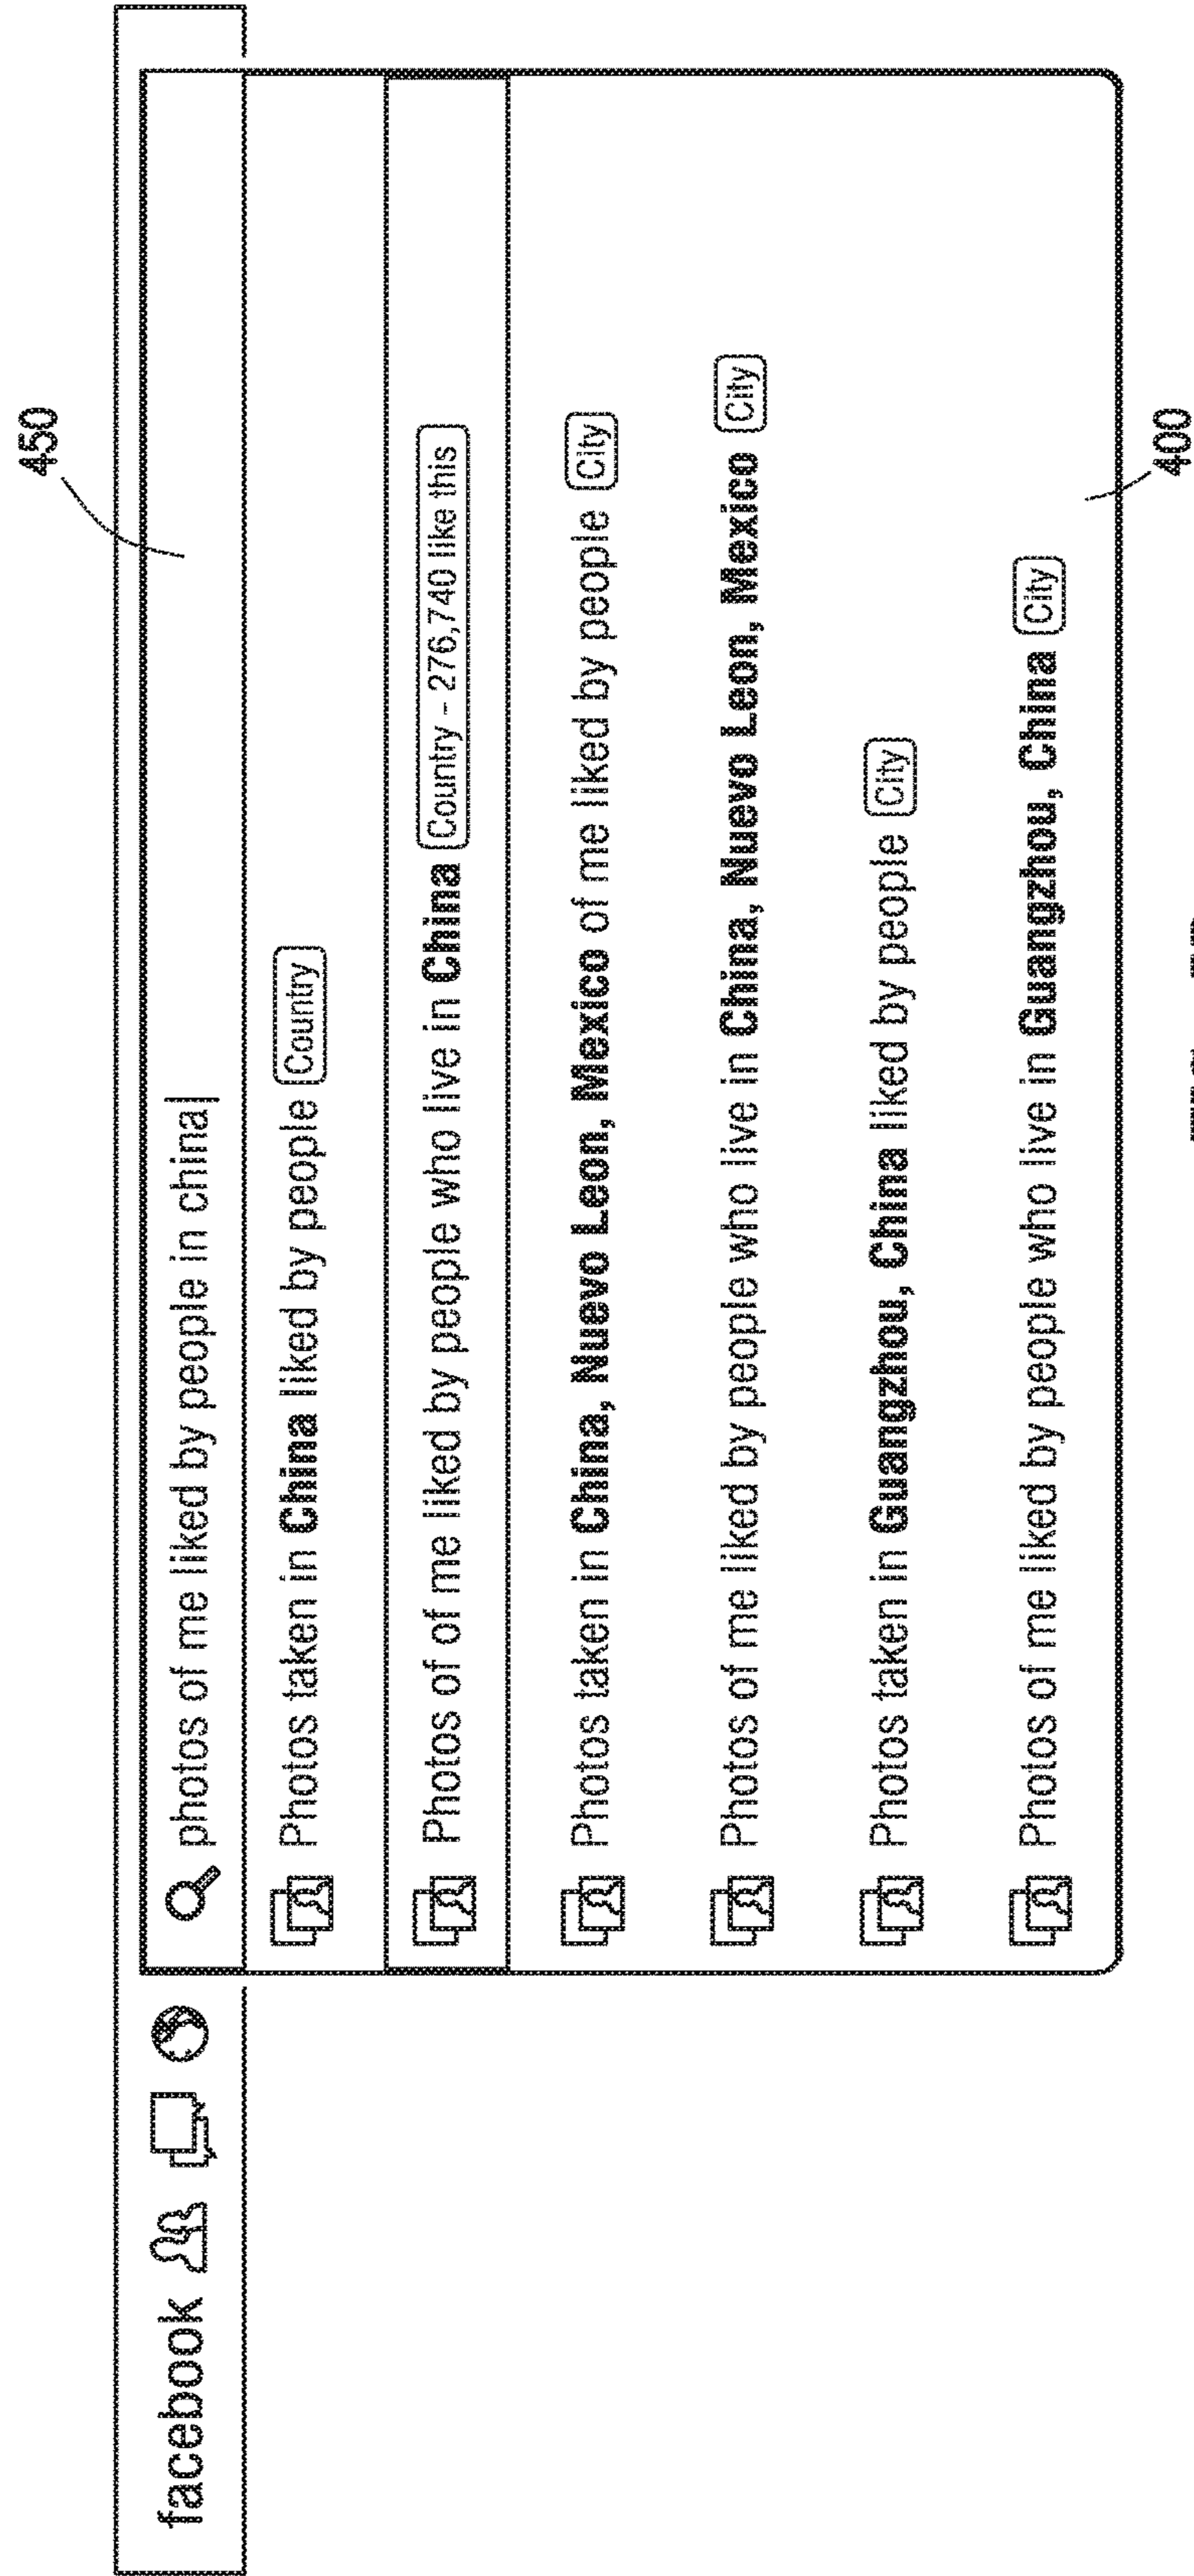 450
facebook photos of me liked by people in china
Photos taken in China liked by people Country
Photos of of me liked by people who live in China Country – 276,740 like this
Photos taken in China, Nuevo Leon, Mexico of me liked by people City
Photos of me liked by people who live in China, Nuevo Leon, Mexico City
Photos taken in Guangzhou, China liked by people City
Photos of me liked by people who live in Guangzhou, China City
400